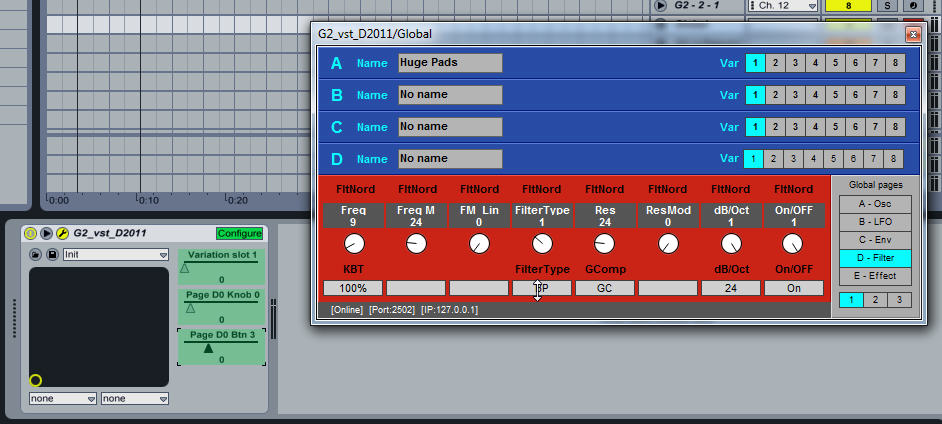 G2 - 2 - 1
Ch. 12
8
S
G2_vst_D2011/Global
A Name Huge Pads Var 1 2 3 4 5 6 7 8
B Name No name Var 1 2 3 4 5 6 7 8
C Name No name Var 1 2 3 4 5 6 7 8
D Name No name Var 1 2 3 4 5 6 7 8
FltNord FltNord FltNord FltNord FltNord FltNord FltNord FltNord
Freq Freq M FM_Lin FilterType Res ResMod dB/Oct On/OFF
9 24 0 1 24 0 1 1
KBT FilterType GComp dB/Oct On/OFF
100% GC 24 On
[Online] [Port:2502] [IP:127.0.0.1]
Global pages
A - Osc
B - LFO
C - Env
D - Filter
E - Effect
1 2 3
0:00 0:10 0:20
G2_vst_D2011 Configure
Init
Variation slot 1
0
Page D0 Knob 0
0
Page D0 Btn 3
0
none none